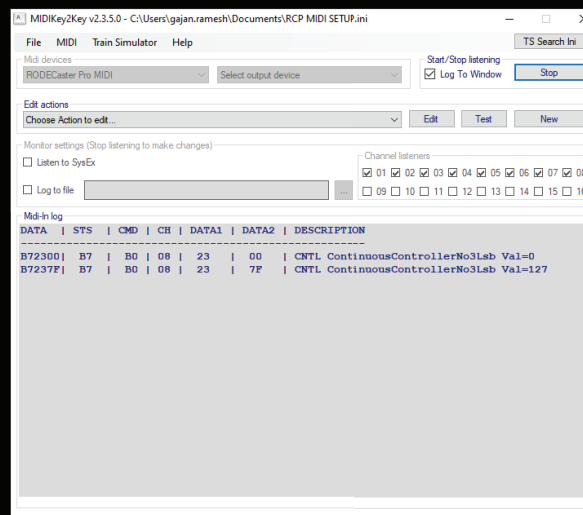 MIDIKey2Key v2.3.5.0 - C:\Users\gajan.ramesh\Documents\RCP MIDI SETUP.ini
File MIDI Train Simulator Help TS Search Ini
Midi devices
Start/Stop listening
RODECaster Pro MIDI Select output device Log To Window Stop
Edit actions
Choose Action to edit... Edit Test New
Monitor settings (Stop listening to make changes)
Channel listeners
Listen to SysEx
01 02 03 04 05 06 07 08
Log to file ...
09 10 11 12 13 14 15 16
Midi-In log
DATA | STS | CMD | CH | DATA1 | DATA2 | DESCRIPTION
----------------------------------------------------------------
B72300| B7 | B0 | 08 | 23 | 00 | CNTL ContinuousControllerNo3Lsb Val=0
B7237F| B7 | B0 | 08 | 23 | 7F | CNTL ContinuousControllerNo3Lsb Val=127